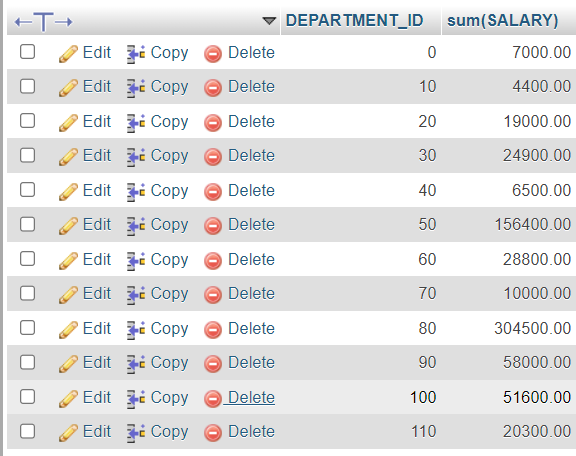 DEPARTMENT_ID sum(SALARY)
Edit Copy Delete 0 7000.00
Edit Copy Delete 10 4400.00
Edit Copy Delete 20 19000.00
Edit Copy Delete 30 24900.00
Edit Copy Delete 40 6500.00
Edit Copy Delete 50 156400.00
Edit Copy Delete 60 28800.00
Edit Copy Delete 70 10000.00
Edit Copy Delete 80 304500.00
Edit Copy Delete 90 58000.00
Edit Copy Delete 100 51600.00
Edit Copy Delete 110 20300.00